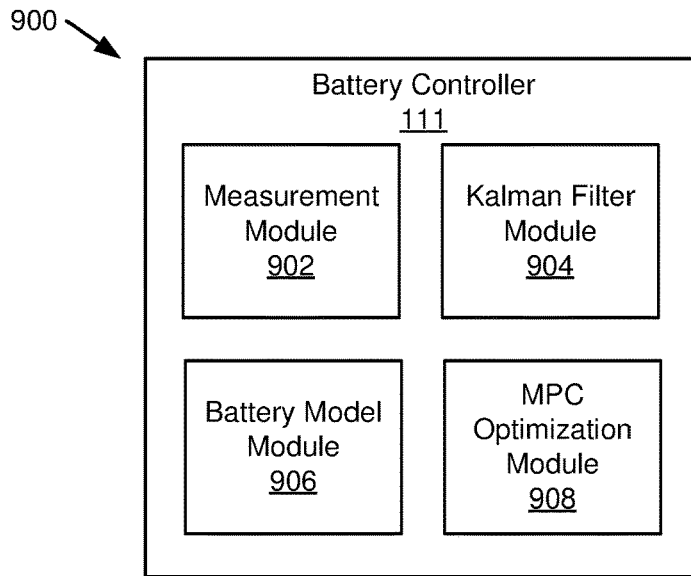 900
Battery Controller
111
Measurement
Module
902
Kalman Filter
Module
904
Battery Model
Module
906
MPC
Optimization
Module
908